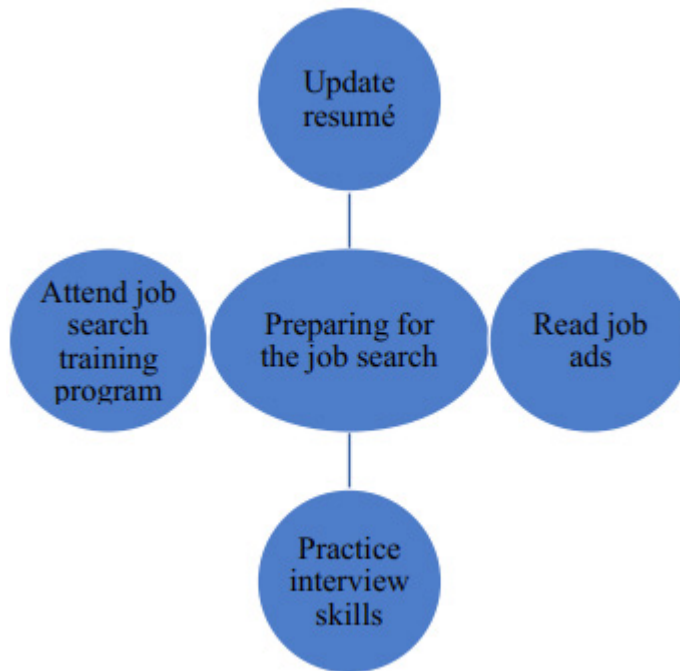 Update
resumé
Attend job
search
training
program
Preparing for
the job search
Read job
ads
Practice
interview
skills